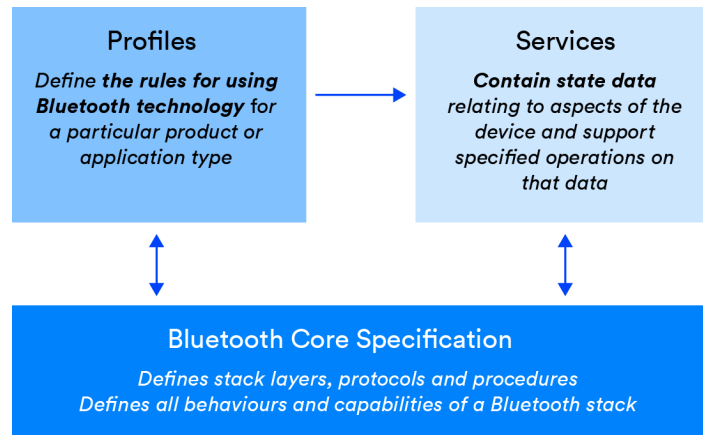 Profiles
Define the rules for using
Bluetooth technology for
a particular product or
application type
Services
Contain state data
relating to aspects of the
device and support
specified operations on
that data
Bluetooth Core Specification
Defines stack layers, protocols and procedures
Defines all behaviours and capabilities of a Bluetooth stack